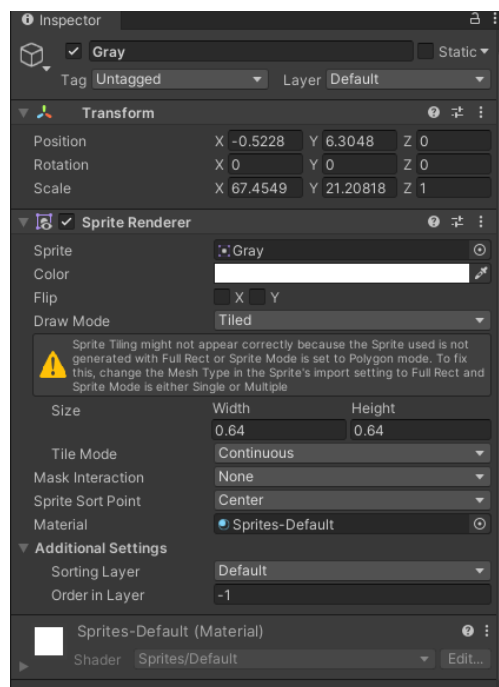 Inspector
Gray Static
Tag Untagged Layer Default
Transform
Position X -0.5228 Y 6.3048 Z 0
Rotation X 0 Y 0 Z 0
Scale X 67.4549 Y 21.20818 Z 1
Sprite Renderer
Sprite Gray
Color
Flip X Y
Draw Mode Tiled
Sprite Tiling might not appear correctly because the Sprite used is not
generated with Full Rect or Sprite Mode is set to Polygon mode. To fix
this, change the Mesh Type in the Sprite's import setting to Full Rect and
Sprite Mode is either Single or Multiple
Size Width Height
0.64 0.64
Tile Mode Continuous
Mask Interaction None
Sprite Sort Point Center
Material Sprites-Default
Additional Settings
Sorting Layer Default
Order in Layer -1
Sprites-Default (Material)
Shader Sprites/Default Edit...